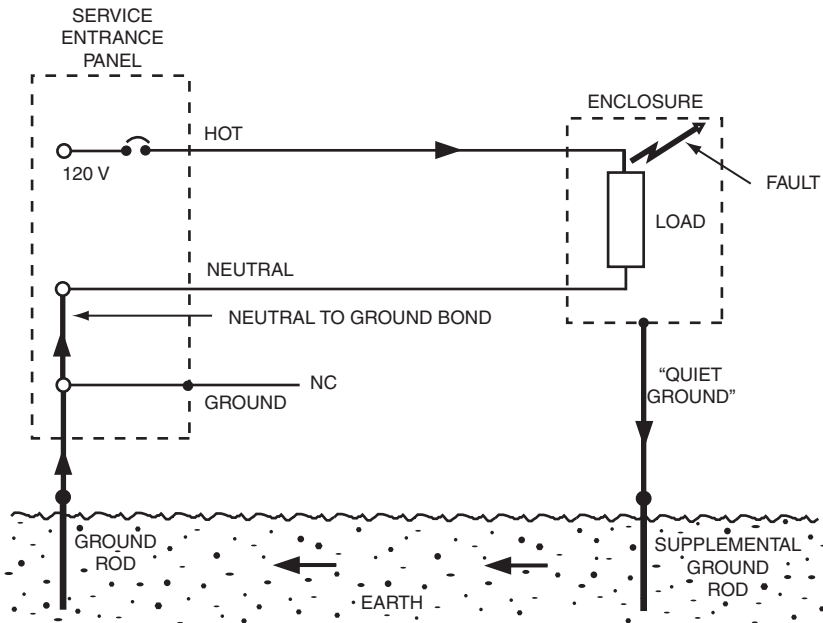 SERVICE
ENTRANCE
PANEL
ENCLOSURE
HOT
120 V
FAULT
LOAD
NEUTRAL
NEUTRAL TO GROUND BOND
NC
GROUND
“QUIET
GROUND”
GROUND
ROD
SUPPLEMENTAL
GROUND
ROD
EARTH